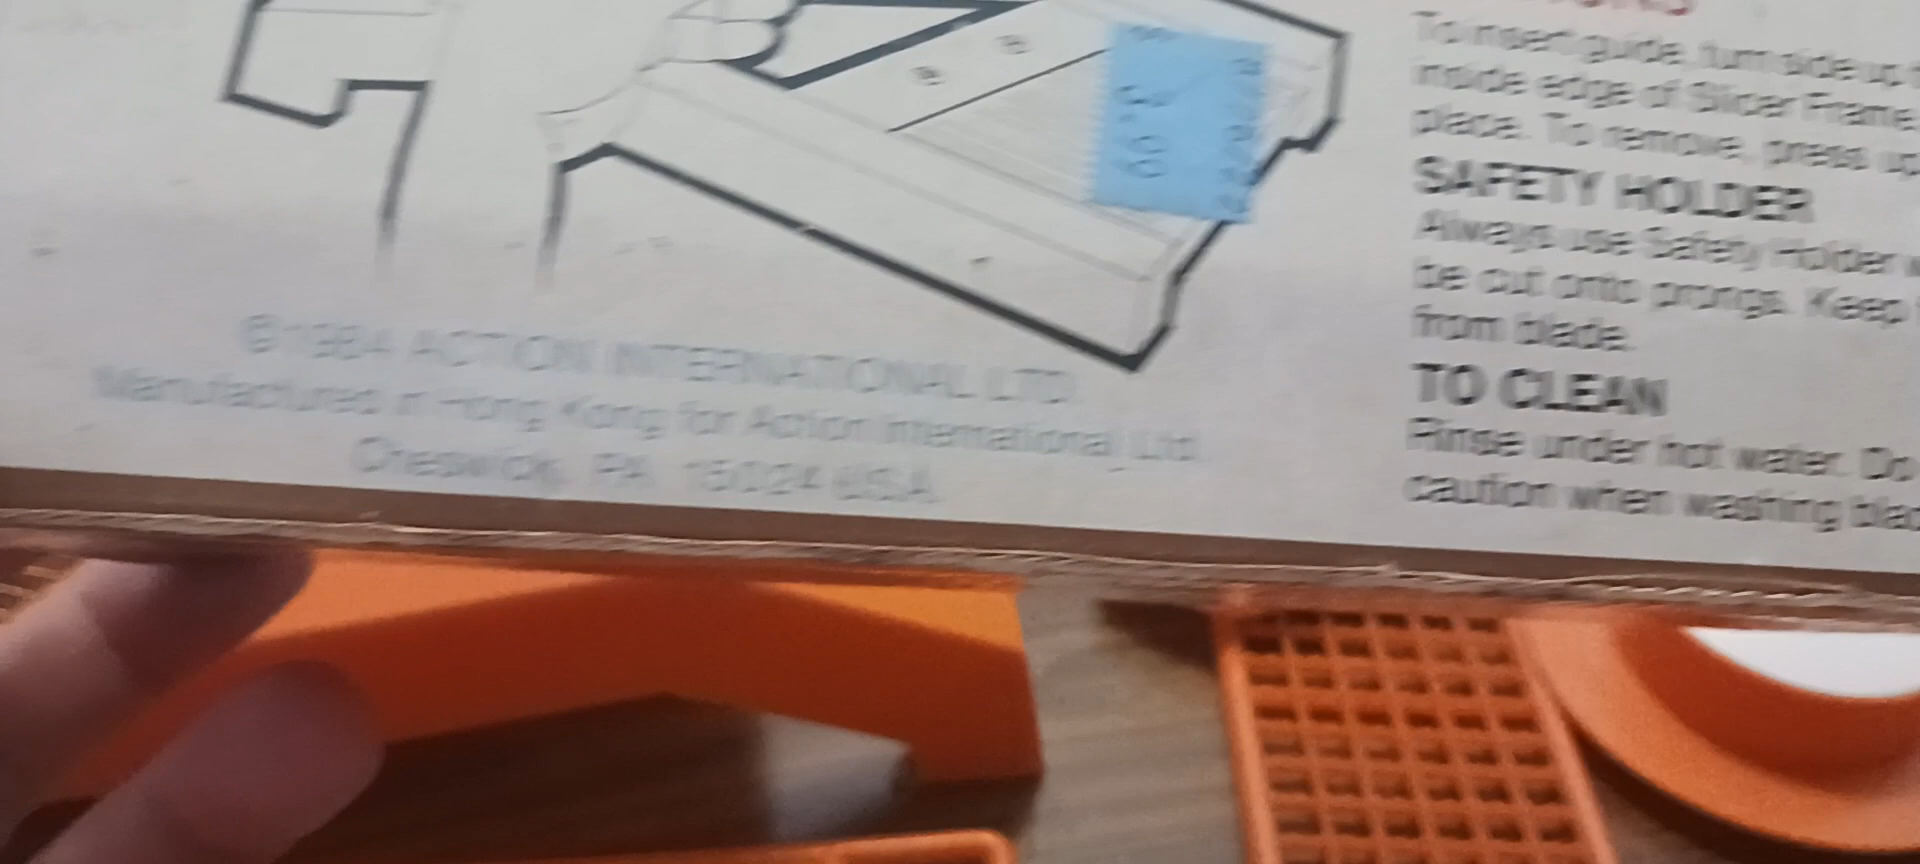 ©1984 ACTION INTERNATIONAL LTD.
Manufactured in Hong Kong for Action International, Ltd.
Cheswick, PA 15024 USA
To insert guide, turn side up
inside edge of Slicer Frame
place. To remove, press up
SAFETY HOLDER
Always use Safety Holder
be cut onto prongs. Keep
from blade.
TO CLEAN
Rinse under hot water. Do
caution when washing